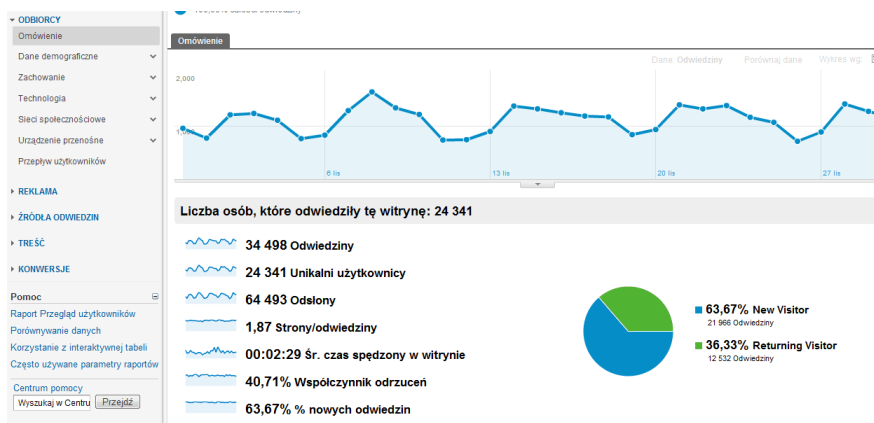 ODBIORCY
Omówienie
Dane demograficzne
Zachowanie
Technologia
Sieci społecznościowe
Urządzenie przenośne
Przepływ użytkowników
REKLAMA
ŹRÓDŁA ODWIEDZIN
TREŚĆ
KONWERSJE
Pomoc
Raport Przegląd użytkowników
Porównywanie danych
Korzystanie z interaktywnej tabeli
Często używane parametry raportów
Centrum pomocy
Wyszukaj w Centru Przejdź
Omówienie
Dane: Odwiedziny Porównaj dane Wykres wg:
2,000
6 lis 13 lis 20 lis 27 lis
Liczba osób, które odwiedziły tę witrynę: 24 341
34 498 Odwiedziny
24 341 Unikalni użytkownicy
64 493 Odsłony
1,87 Strony/odwiedziny
00:02:29 Śr. czas spędzony w witrynie
40,71% Współczynnik odrzuceń
63,67% % nowych odwiedzin
63,67% New Visitor
21 966 Odwiedziny
36,33% Returning Visitor
12 532 Odwiedziny